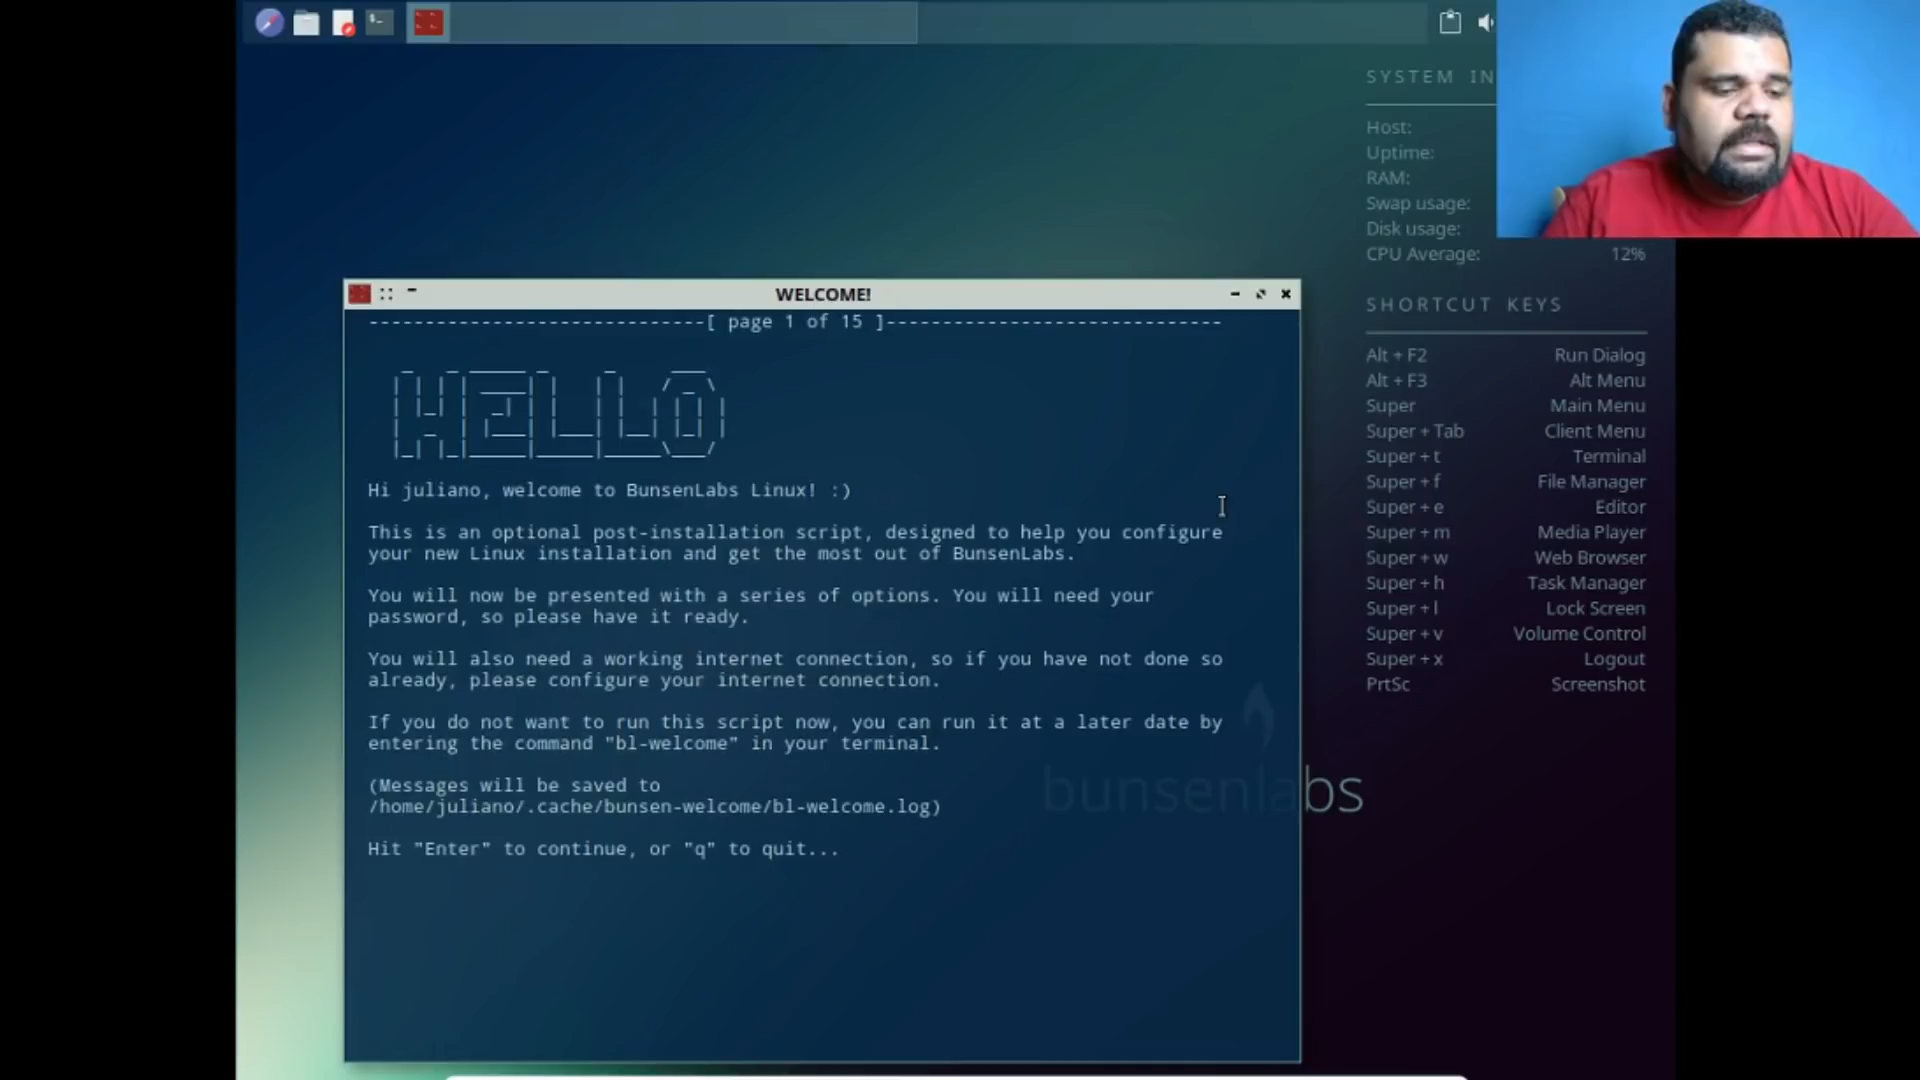 SYSTEM IN
Host:
Uptime:
RAM:
Swap usage:
Disk usage:
CPU Average: 12%
WELCOME!
------------------------------[ page 1 of 15 ]------------------------------
HELLO
Hi juliano, welcome to BunsenLabs Linux! :)
This is an optional post-installation script, designed to help you configure
your new Linux installation and get the most out of BunsenLabs.
You will now be presented with a series of options. You will need your
password, so please have it ready.
You will also need a working internet connection, so if you have not done so
already, please configure your internet connection.
If you do not want to run this script now, you can run it at a later date by
entering the command "bl-welcome" in your terminal.
(Messages will be saved to
/home/juliano/.cache/bunsen-welcome/bl-welcome.log)
Hit "Enter" to continue, or "q" to quit...
SHORTCUT KEYS
Alt + F2 Run Dialog
Alt + F3 Alt Menu
Super Main Menu
Super + Tab Client Menu
Super + t Terminal
Super + f File Manager
Super + e Editor
Super + m Media Player
Super + w Web Browser
Super + h Task Manager
Super + l Lock Screen
Super + v Volume Control
Super + x Logout
PrtSc Screenshot
bunsenlabs